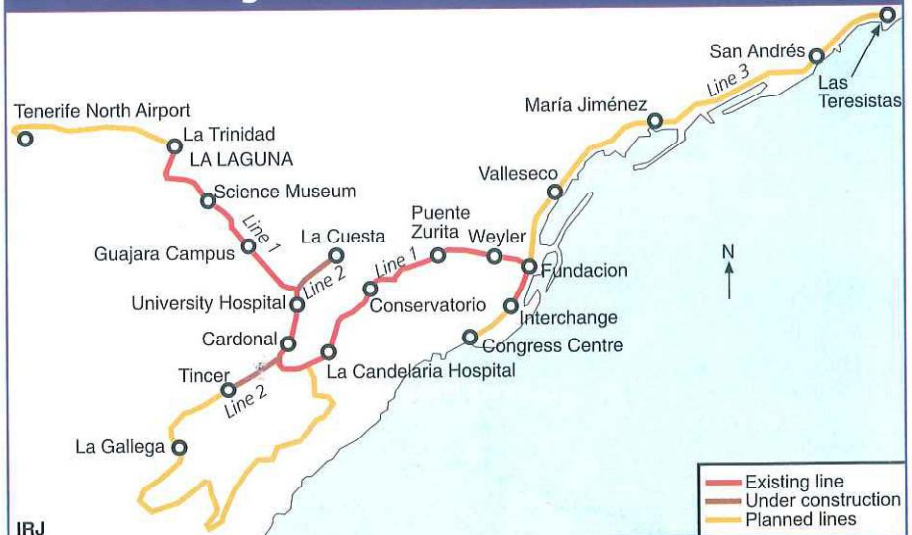 San Andrés
Line 3
Las
Teresistas
María Jiménez
Tenerife North Airport
La Trinidad
LA LAGUNA
Valleseco
Science Museum
Line 1
Puente
Zurita
Weyler
La Cuesta
Guajara Campus
Line 2
Line 1
N
Fundacion
University Hospital
Conservatorio
Interchange
Cardonal
Congress Centre
La Candelaria Hospital
Tincer
Line 2
La Gallega
Existing line
Under construction
Planned lines
IRJ